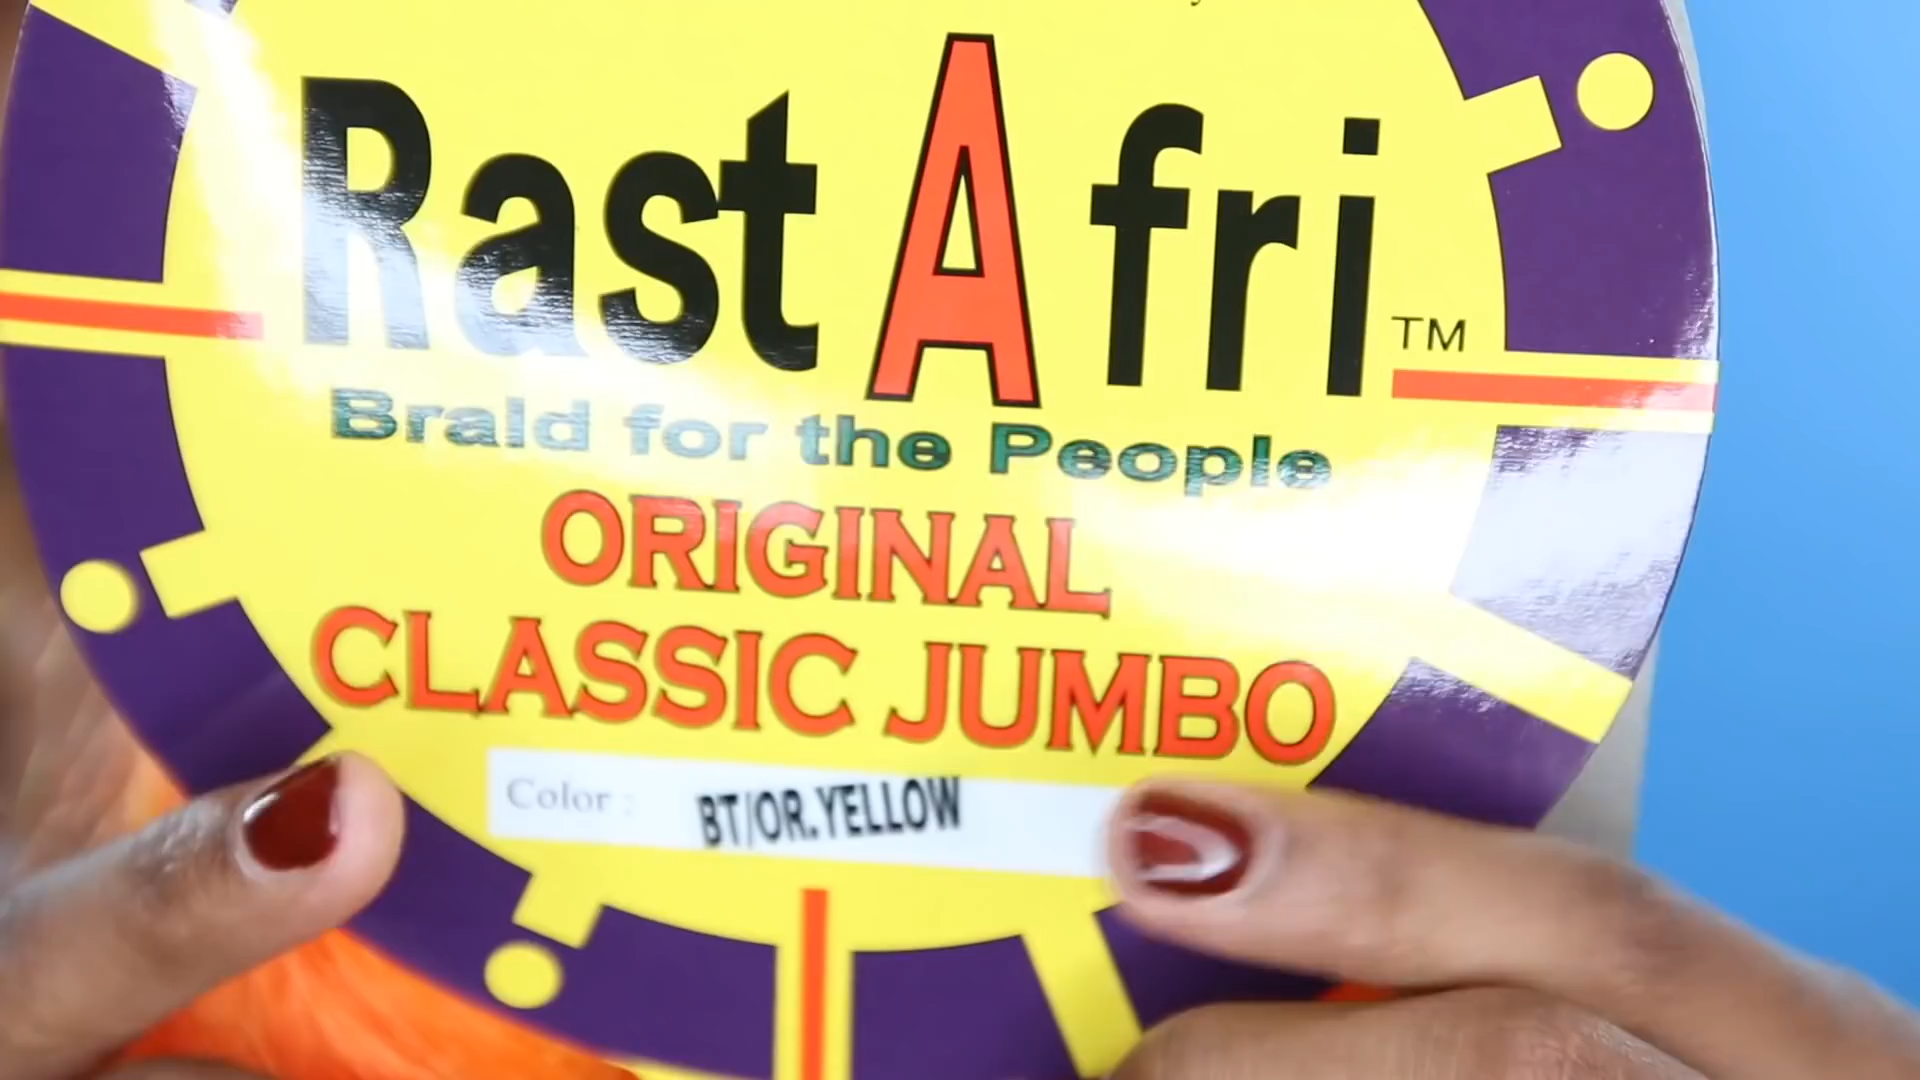 RastAfri™
Braid for the People
ORIGINAL
CLASSIC JUMBO
Color : BT/OR.YELLOW